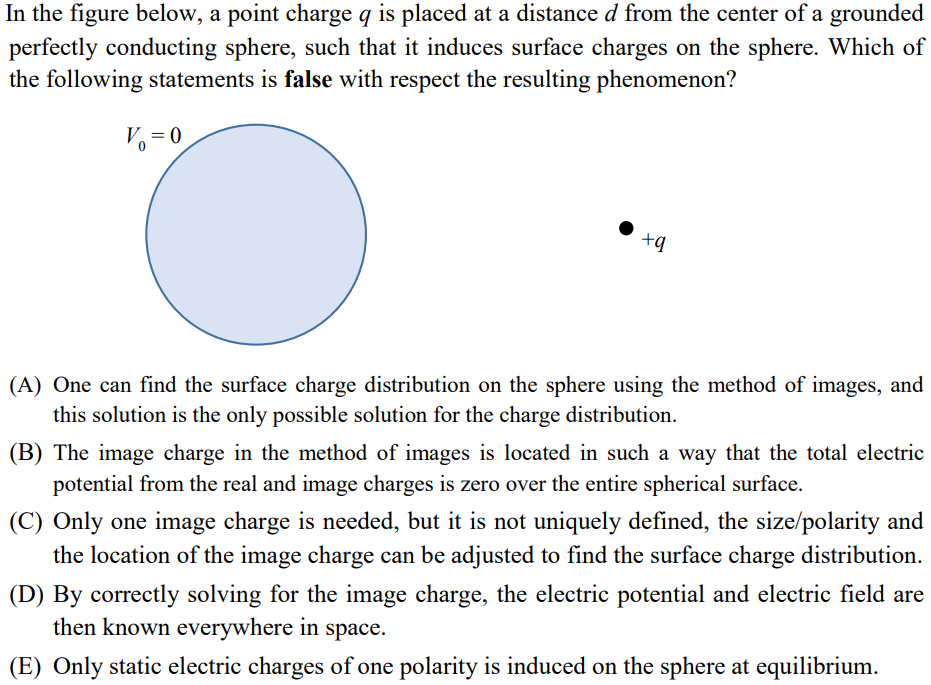 In the figure below, a point charge q is placed at a distance d from the center of a grounded
perfectly conducting sphere, such that it induces surface charges on the sphere. Which of
the following statements is false with respect the resulting phenomenon?
V₀ = 0
+q
(A) One can find the surface charge distribution on the sphere using the method of images, and
this solution is the only possible solution for the charge distribution.
(B) The image charge in the method of images is located in such a way that the total electric
potential from the real and image charges is zero over the entire spherical surface.
(C) Only one image charge is needed, but it is not uniquely defined, the size/polarity and
the location of the image charge can be adjusted to find the surface charge distribution.
(D) By correctly solving for the image charge, the electric potential and electric field are
then known everywhere in space.
(E) Only static electric charges of one polarity is induced on the sphere at equilibrium.